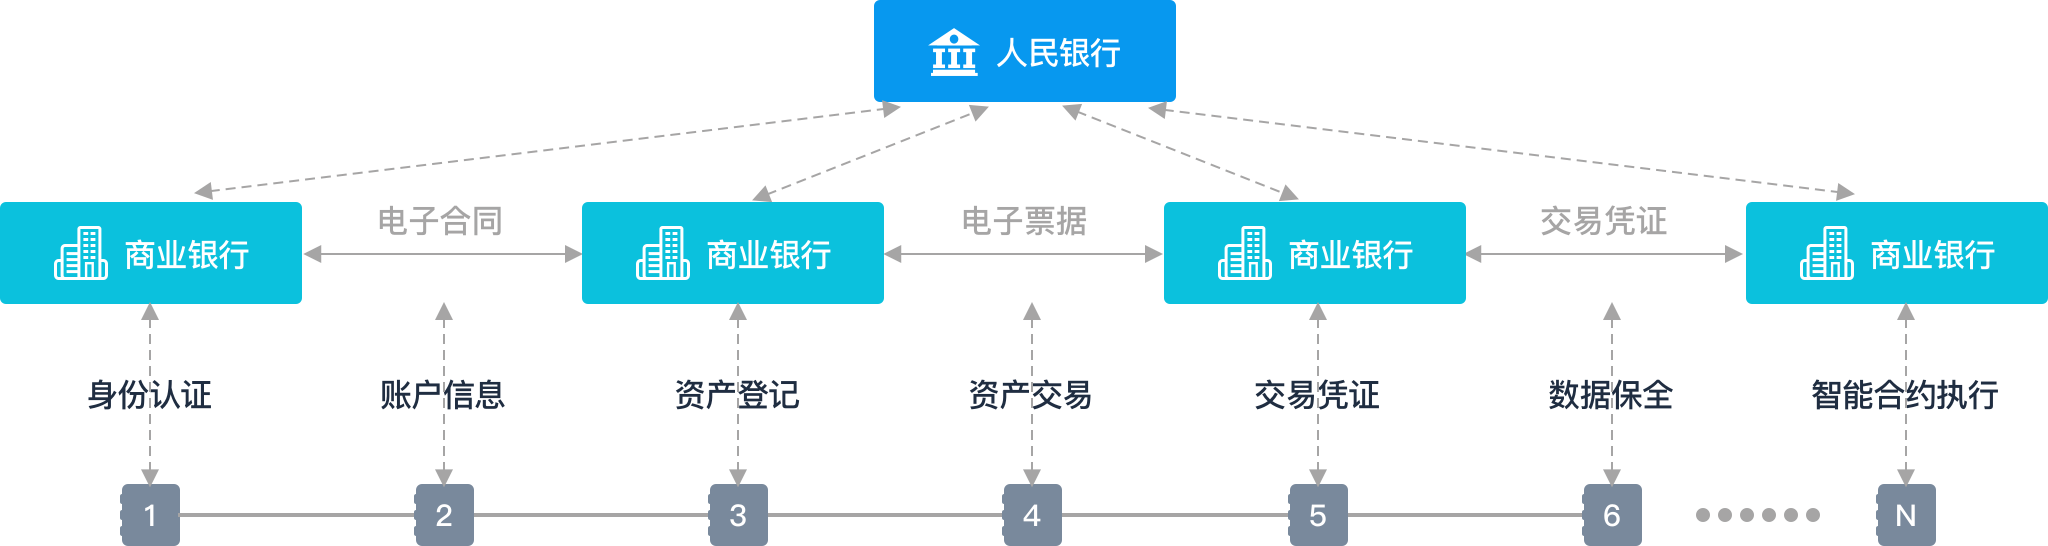 人民银行
电子合同
电子票据
交易凭证
商业银行
商业银行
商业银行
商业银行
身份认证
账户信息
资产登记
资产交易
交易凭证
数据保全
智能合约执行
1
2
3
4
5
6
N